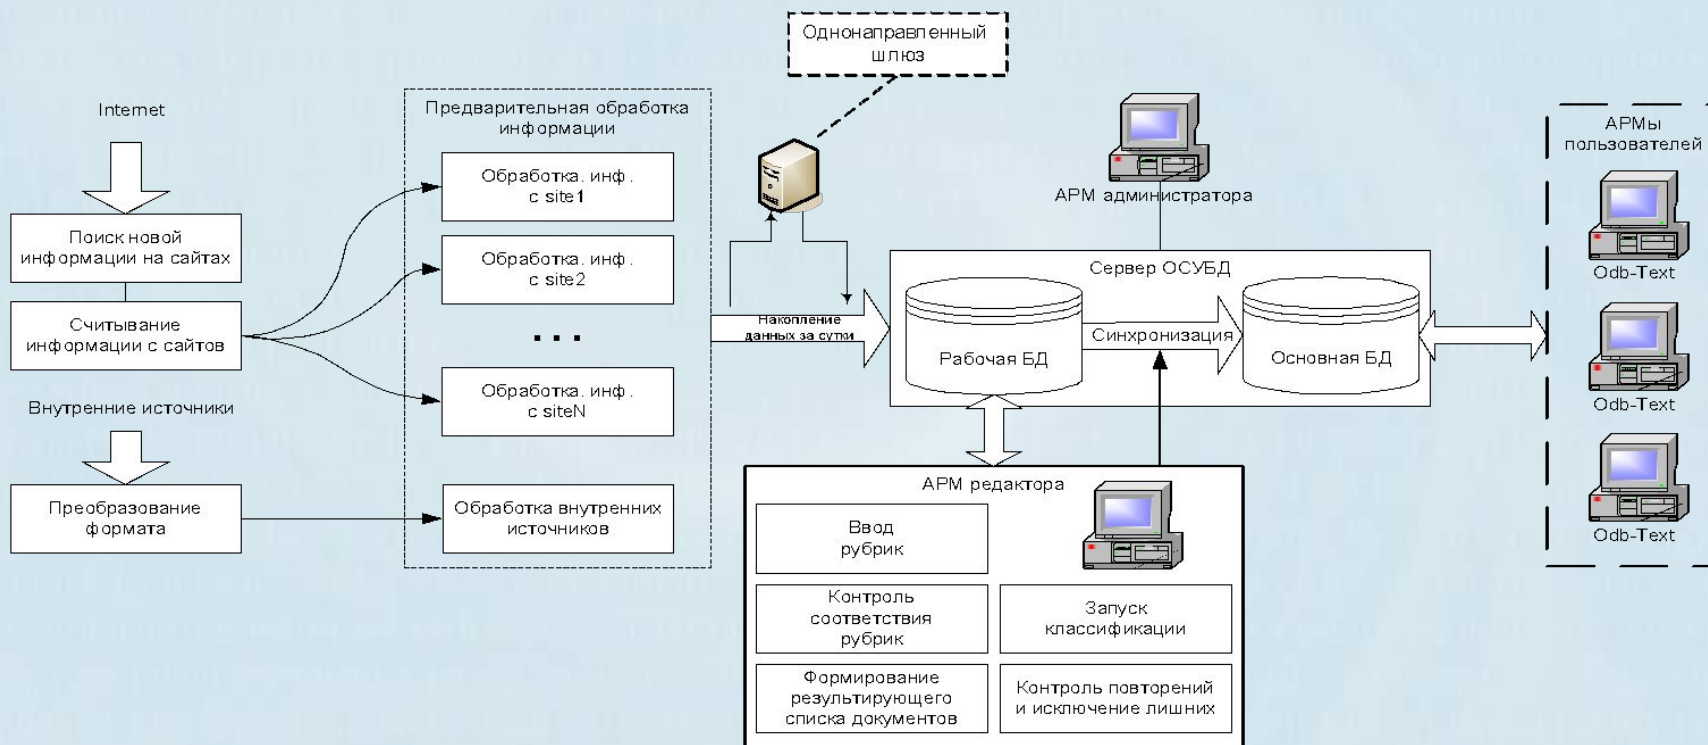 Однонаправленный
шлюз
Internet
Поиск новой
информации на сайтах
Считывание
информации с сайтов
Внутренние источники
Преобразование
формата
Предварительная обработка
информации
Обработка. инф.
с site1
Обработка. инф.
с site2
...
Обработка. инф.
с siteN
Обработка внутренних
источников
Накопление
данных за сутки
АРМ администратора
Сервер ОСУБД
Рабочая БД
Синхронизация
Основная БД
АРМ редактора
Ввод
рубрик
Контроль
соответствия
рубрик
Запуск
классификации
Формирование
результирующего
списка документов
Контроль повторений
и исключение лишних
АРМы
пользователей
Odb-Text
Odb-Text
Odb-Text